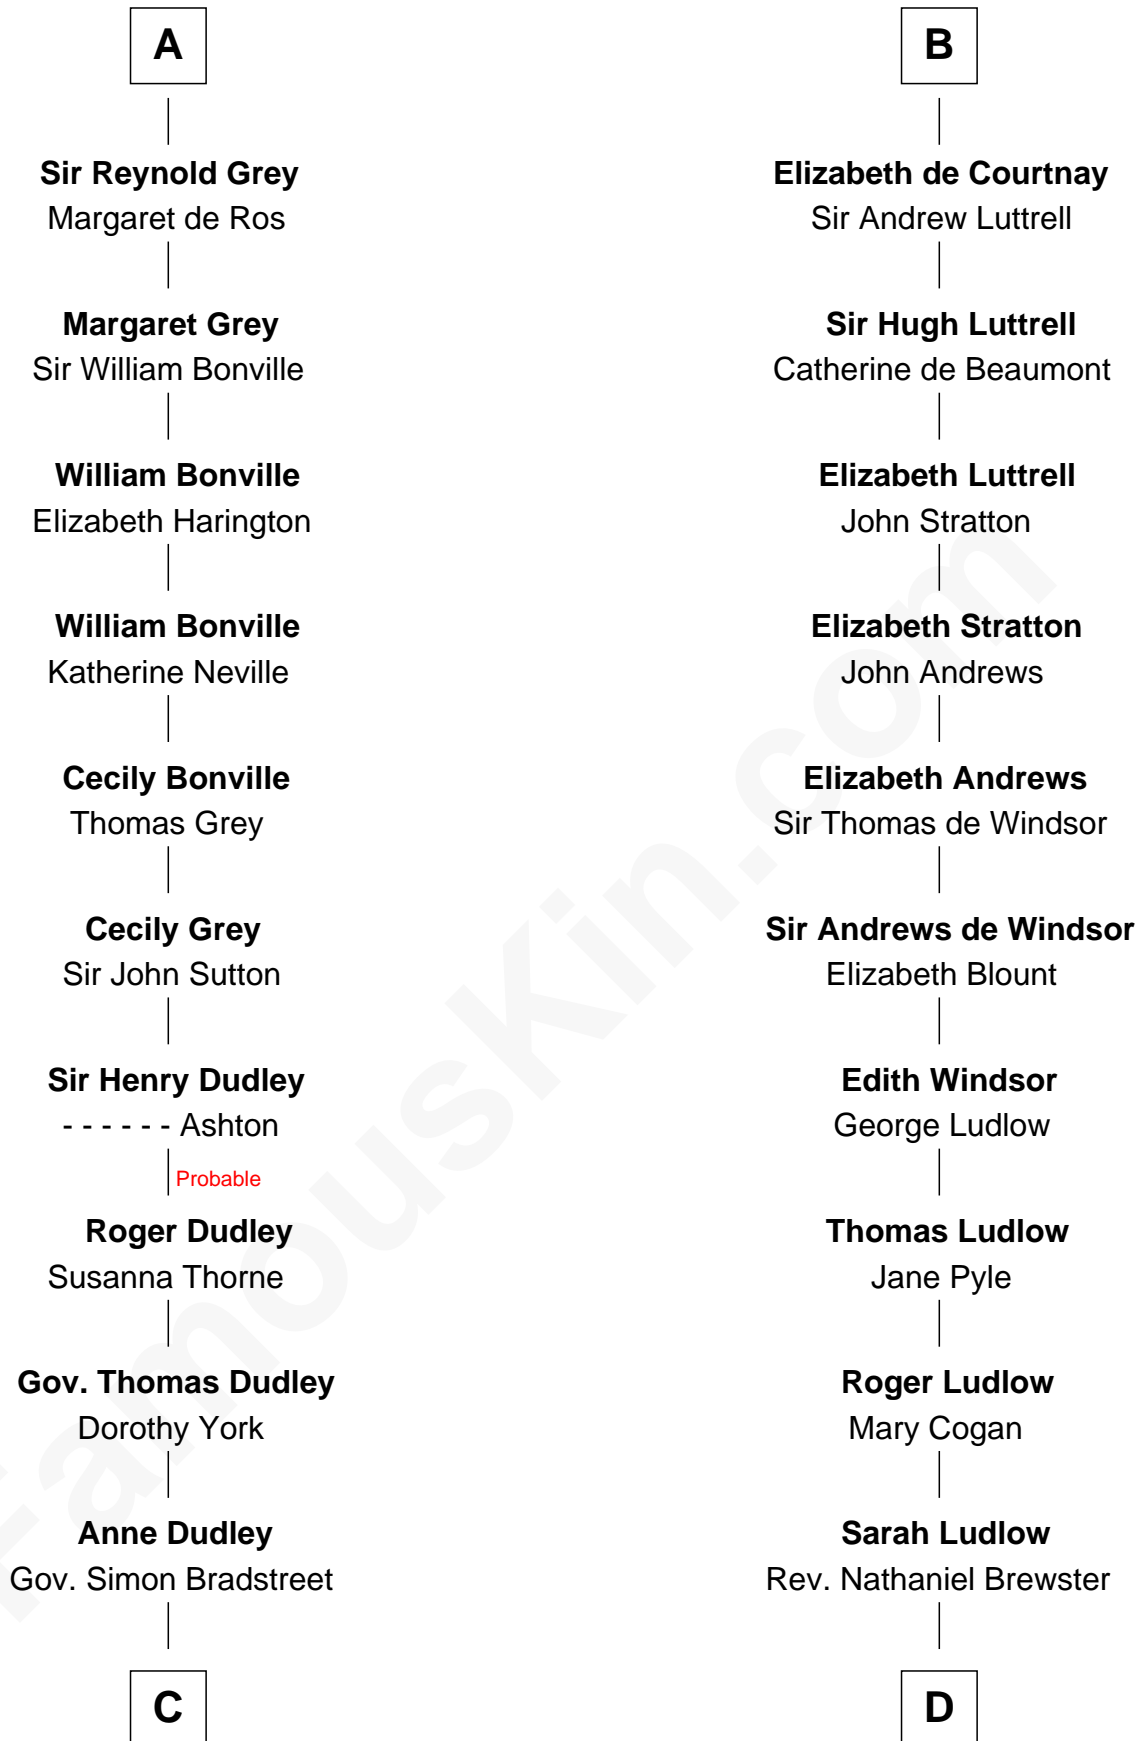 A
Sir Reynold Grey
Margaret de Ros
Margaret Grey
Sir William Bonville
William Bonville
Elizabeth Harington
William Bonville
Katherine Neville
Cecily Bonville
Thomas Grey
Cecily Grey
Sir John Sutton
Sir Henry Dudley
- - - - - - Ashton
Probable
Roger Dudley
Susanna Thorne
Gov. Thomas Dudley
Dorothy York
Anne Dudley
Gov. Simon Bradstreet
C
B
Elizabeth de Courtnay
Sir Andrew Luttrell
Sir Hugh Luttrell
Catherine de Beaumont
Elizabeth Luttrell
John Stratton
Elizabeth Stratton
John Andrews
Elizabeth Andrews
Sir Thomas de Windsor
Sir Andrews de Windsor
Elizabeth Blount
Edith Windsor
George Ludlow
Thomas Ludlow
Jane Pyle
Roger Ludlow
Mary Cogan
Sarah Ludlow
Rev. Nathaniel Brewster
D
FamousKin.com